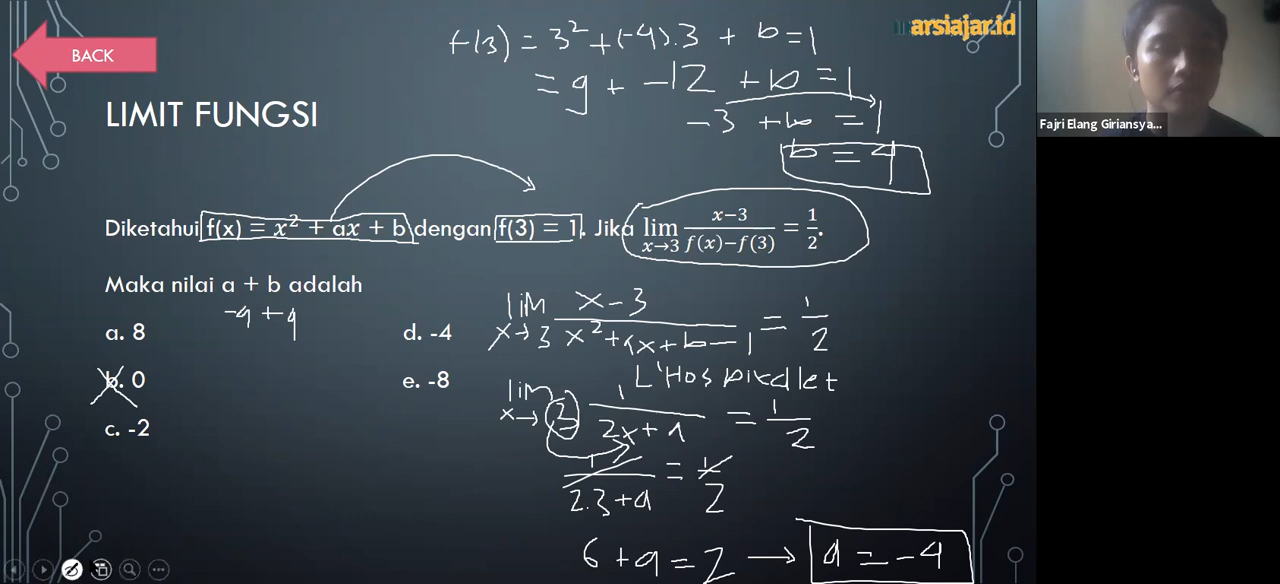 BACK
marsiajar.id
Fajri Elang Giriansya...
f(3) = 3² + (-4).3 + b = 1
= 9 + -12 + b = 1
-3 + b = 1
b = 4
LIMIT FUNGSI
Diketahui f(x) = x² + ax + b dengan f(3) = 1. Jika lim x→3 x−3 / f(x)−f(3) = 1/2.
Maka nilai a + b adalah
-4 + 4
a. 8
b. 0
c. -2
d. -4
e. -8
lim x→3 x-3 / x²+ax+b-1 = 1/2
L'Hospitallet
lim x→3 1 / 2x+a = 1/2
1 / 2.3+a = 1/2
6 + a = 2 → a = -4